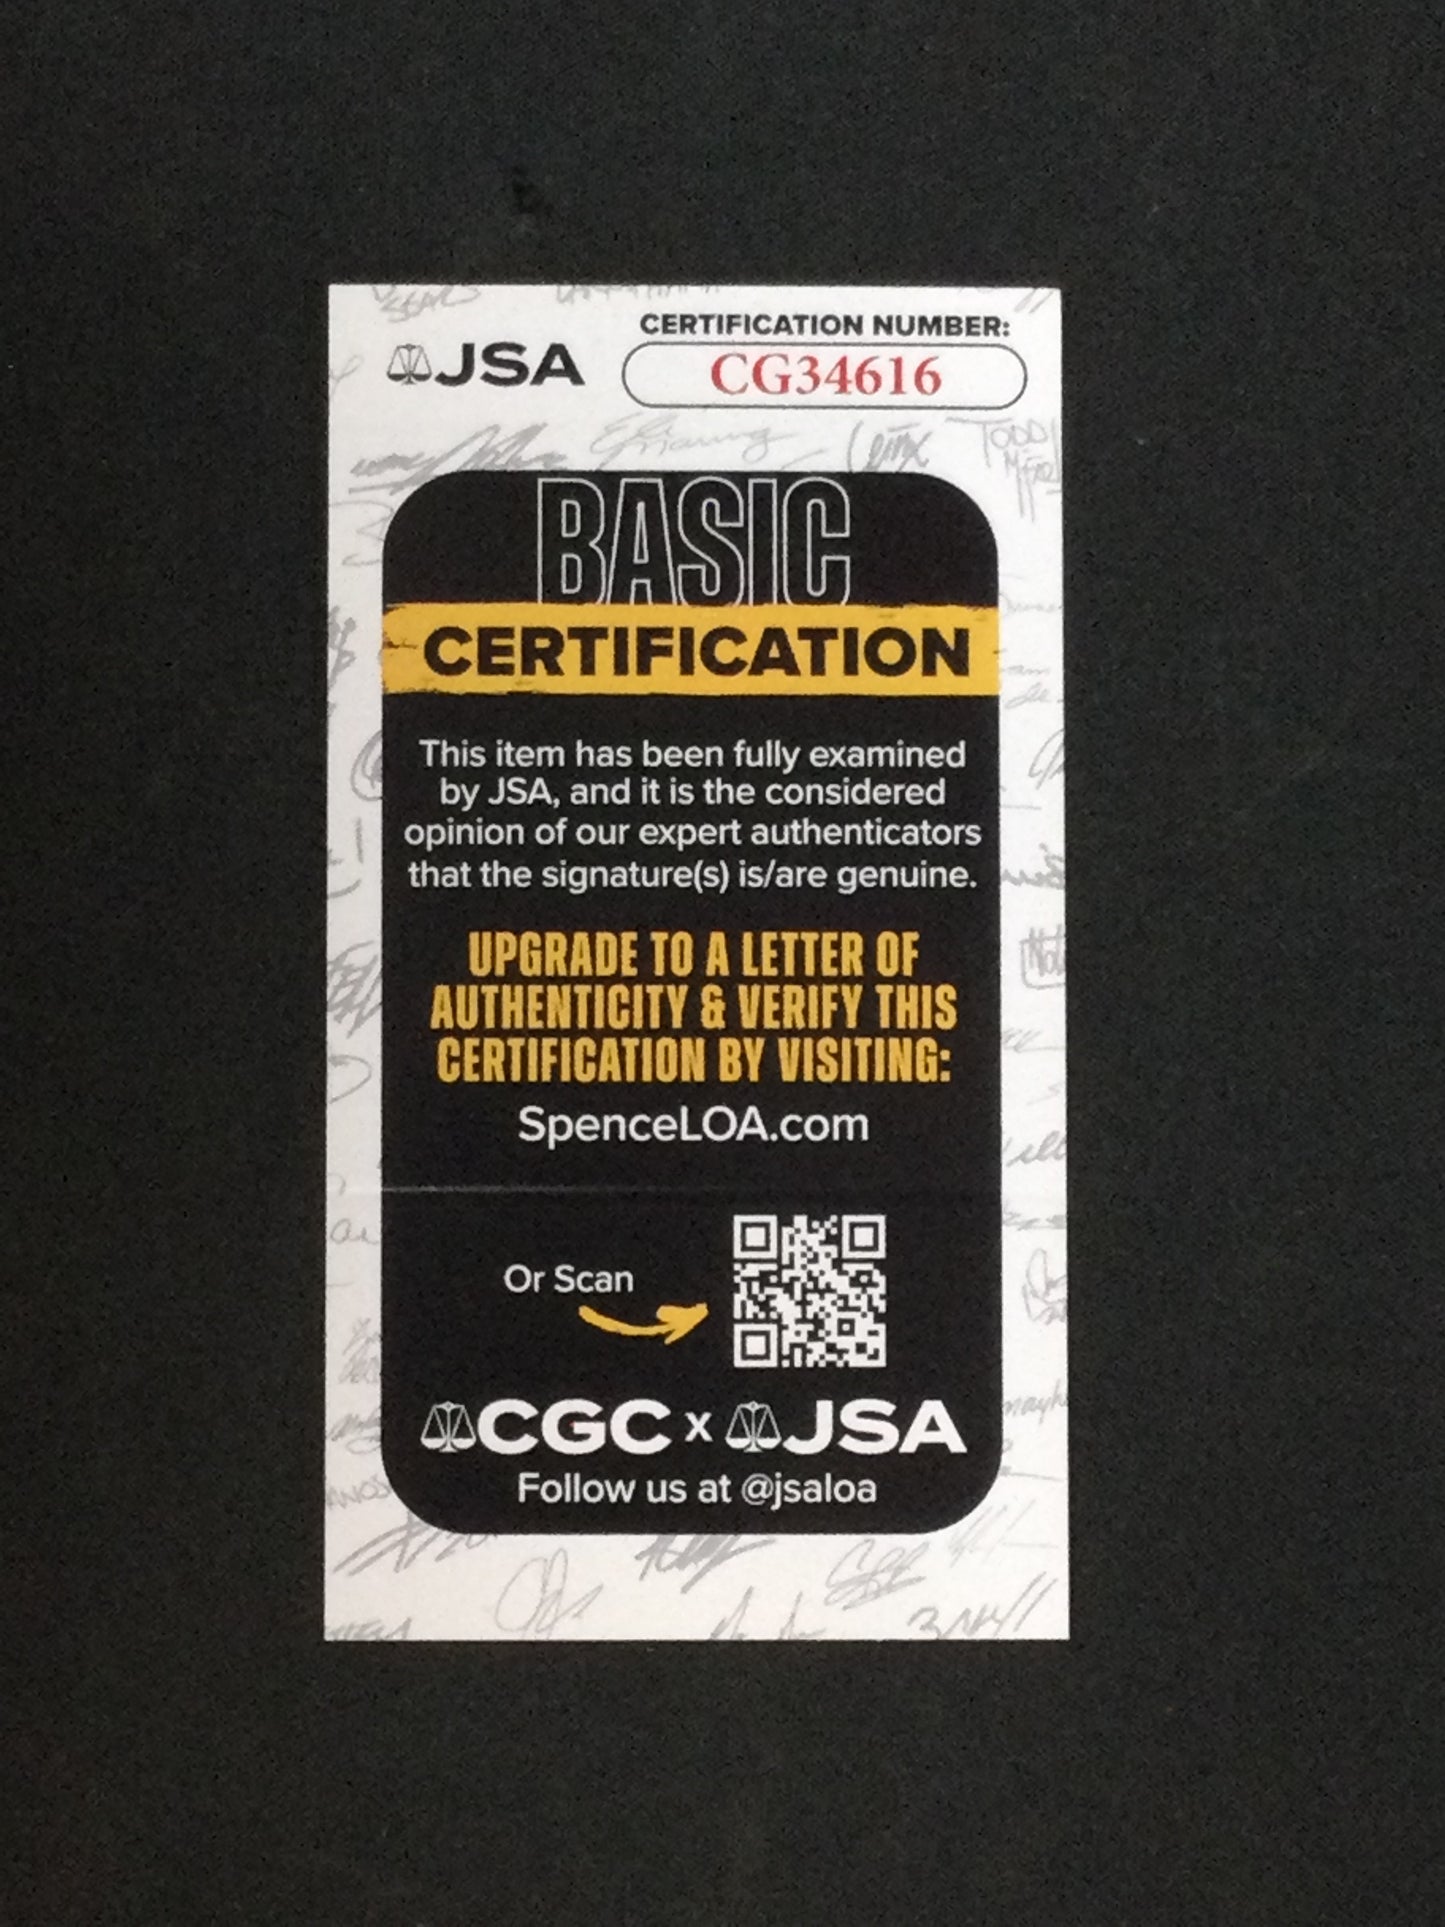 JSA
CERTIFICATION NUMBER:
CG34616
BASIC
CERTIFICATION
This item has been fully examined
by JSA, and it is the considered
opinion of our expert authenticators
that the signature(s) is/are genuine.
UPGRADE TO A LETTER OF
AUTHENTICITY & VERIFY THIS
CERTIFICATION BY VISITING:
SpenceLOA.com
Or Scan
CGC x JSA
Follow us at @jsaloa